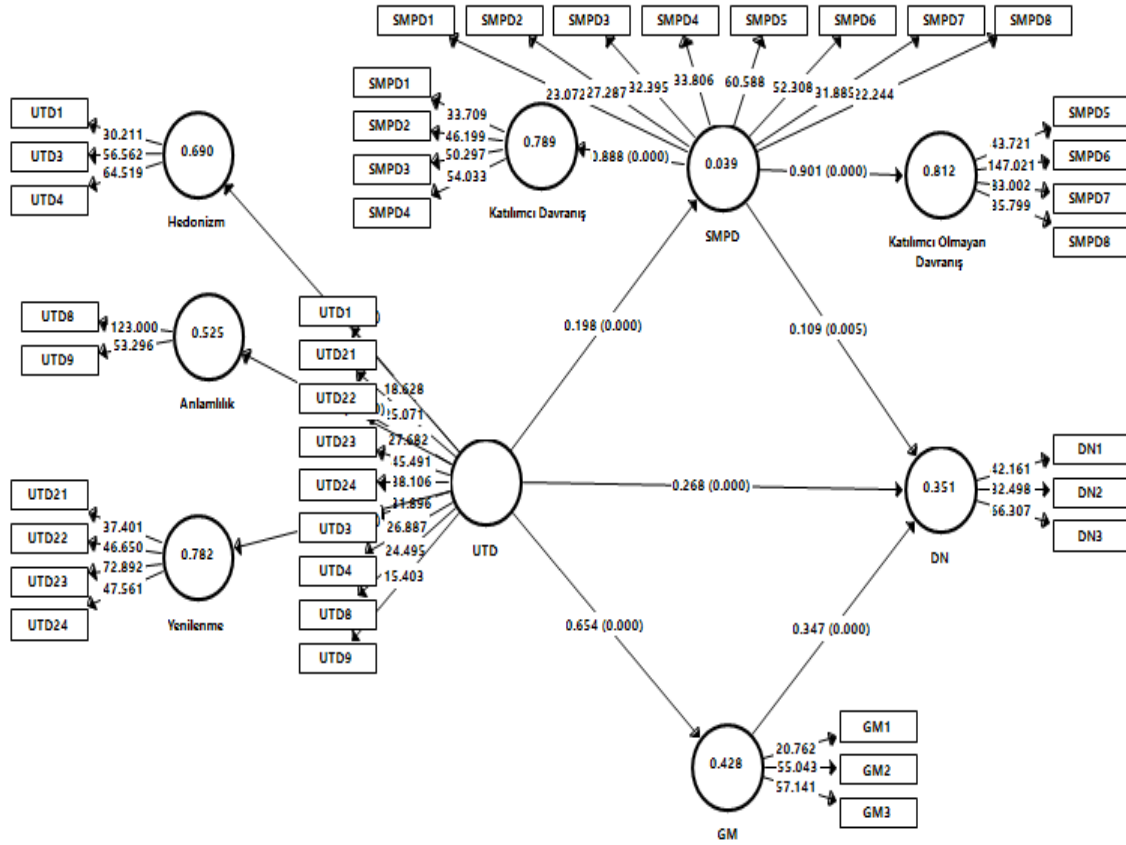 SMPD1
SMPD2
SMPD3
SMPD4
SMPD5
SMPD6
SMPD7
SMPD8
23.072
27.287
32.395
33.806
60.588
52.308
31.885
22.244
SMPD1
SMPD2
SMPD3
SMPD4
33.709
46.199
50.297
54.033
0.789
Katılımcı Davranış
0.888 (0.000)
0.039
SMPD
0.901 (0.000)
0.812
Katılımcı Olmayan
Davranış
43.721
147.021
35.799
SMPD5
SMPD6
SMPD7
SMPD8
UTD1
UTD3
UTD4
30.211
56.562
64.519
0.690
Hedonizm
UTD8
UTD9
123.000
53.296
0.525
Anlamlılık
UTD21
UTD22
UTD23
UTD24
37.401
46.650
72.892
47.561
0.782
Yenilenme
UTD1
UTD21
UTD22
UTD23
UTD24
UTD3
UTD4
UTD8
UTD9
18.628
25.071
27.682
45.491
38.106
26.887
24.495
15.403
UTD
0.198 (0.000)
0.109 (0.005)
0.268 (0.000)
0.654 (0.000)
0.347 (0.000)
0.351
DN
42.161
32.498
DN1
DN2
DN3
0.428
GM
20.762
55.043
57.141
GM1
GM2
GM3